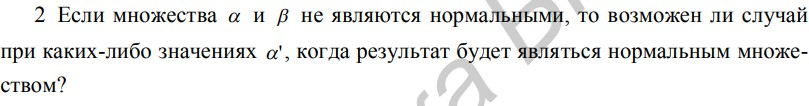 2 Если множества α и β не являются нормальными, то возможен ли случай
при каких-либо значениях α', когда результат будет являться нормальным множе-
ством?